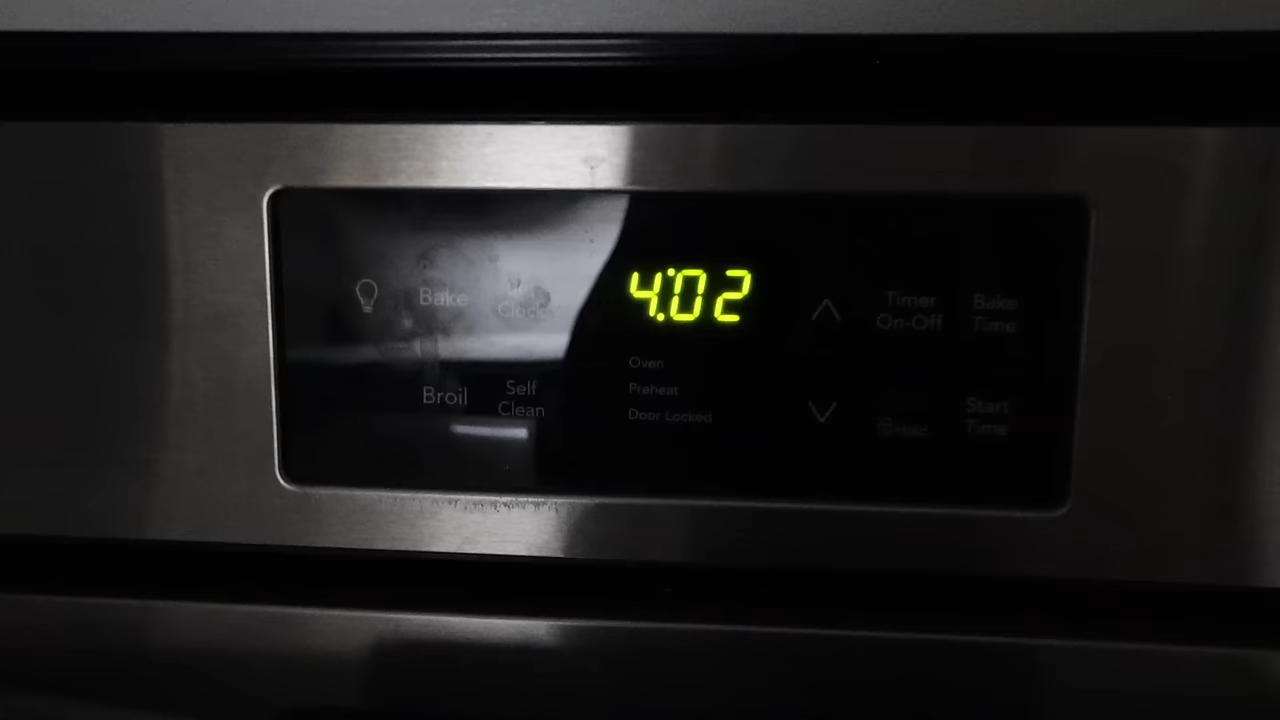 Bake
Clock
4:02
Timer
On-Off
Bake
Time
Broil
Self
Clean
Oven
Preheat
Door Locked
Start
Time